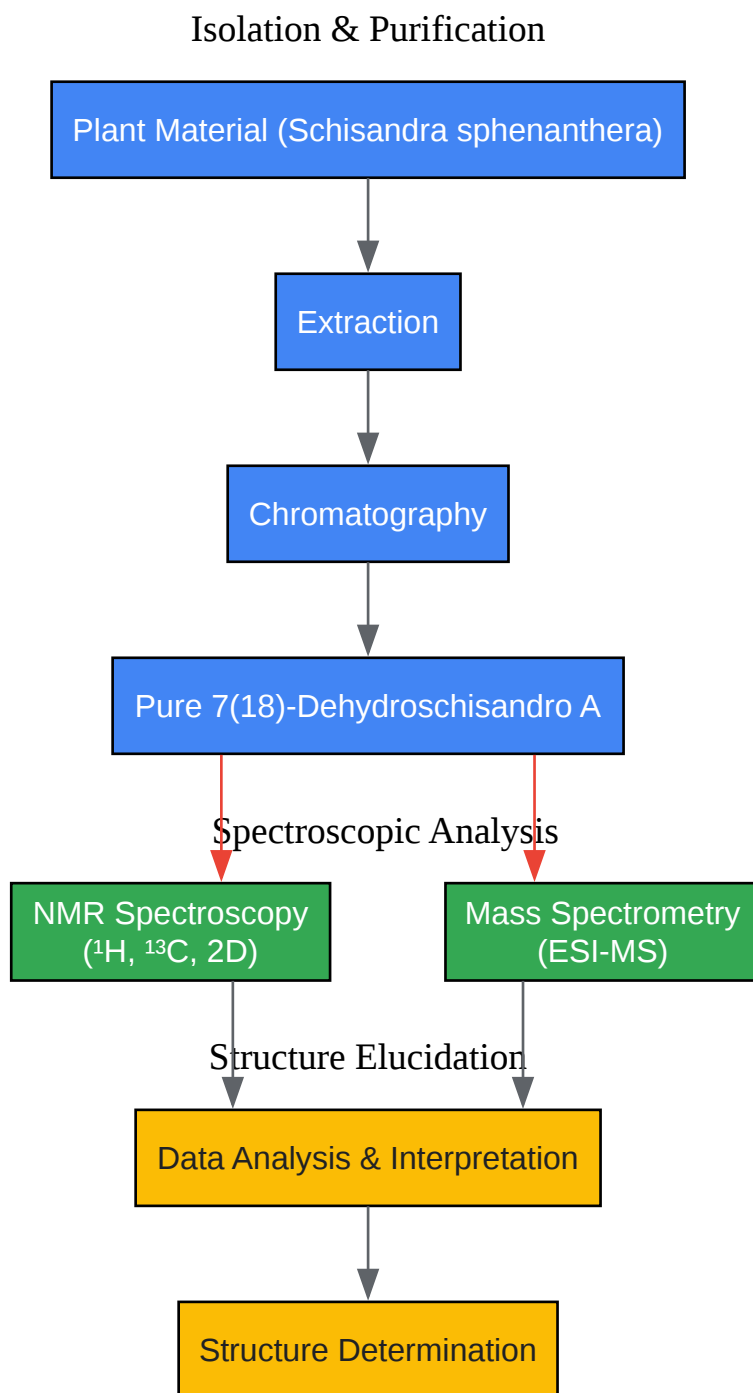 Isolation & Purification
Plant Material (Schisandra sphenanthera)
Extraction
Chromatography
Pure 7(18)-Dehydroschisandro A
Spectroscopic Analysis
NMR Spectroscopy
(¹H, ¹³C, 2D)
Mass Spectrometry
(ESI-MS)
Structure Elucidation
Data Analysis & Interpretation
Structure Determination